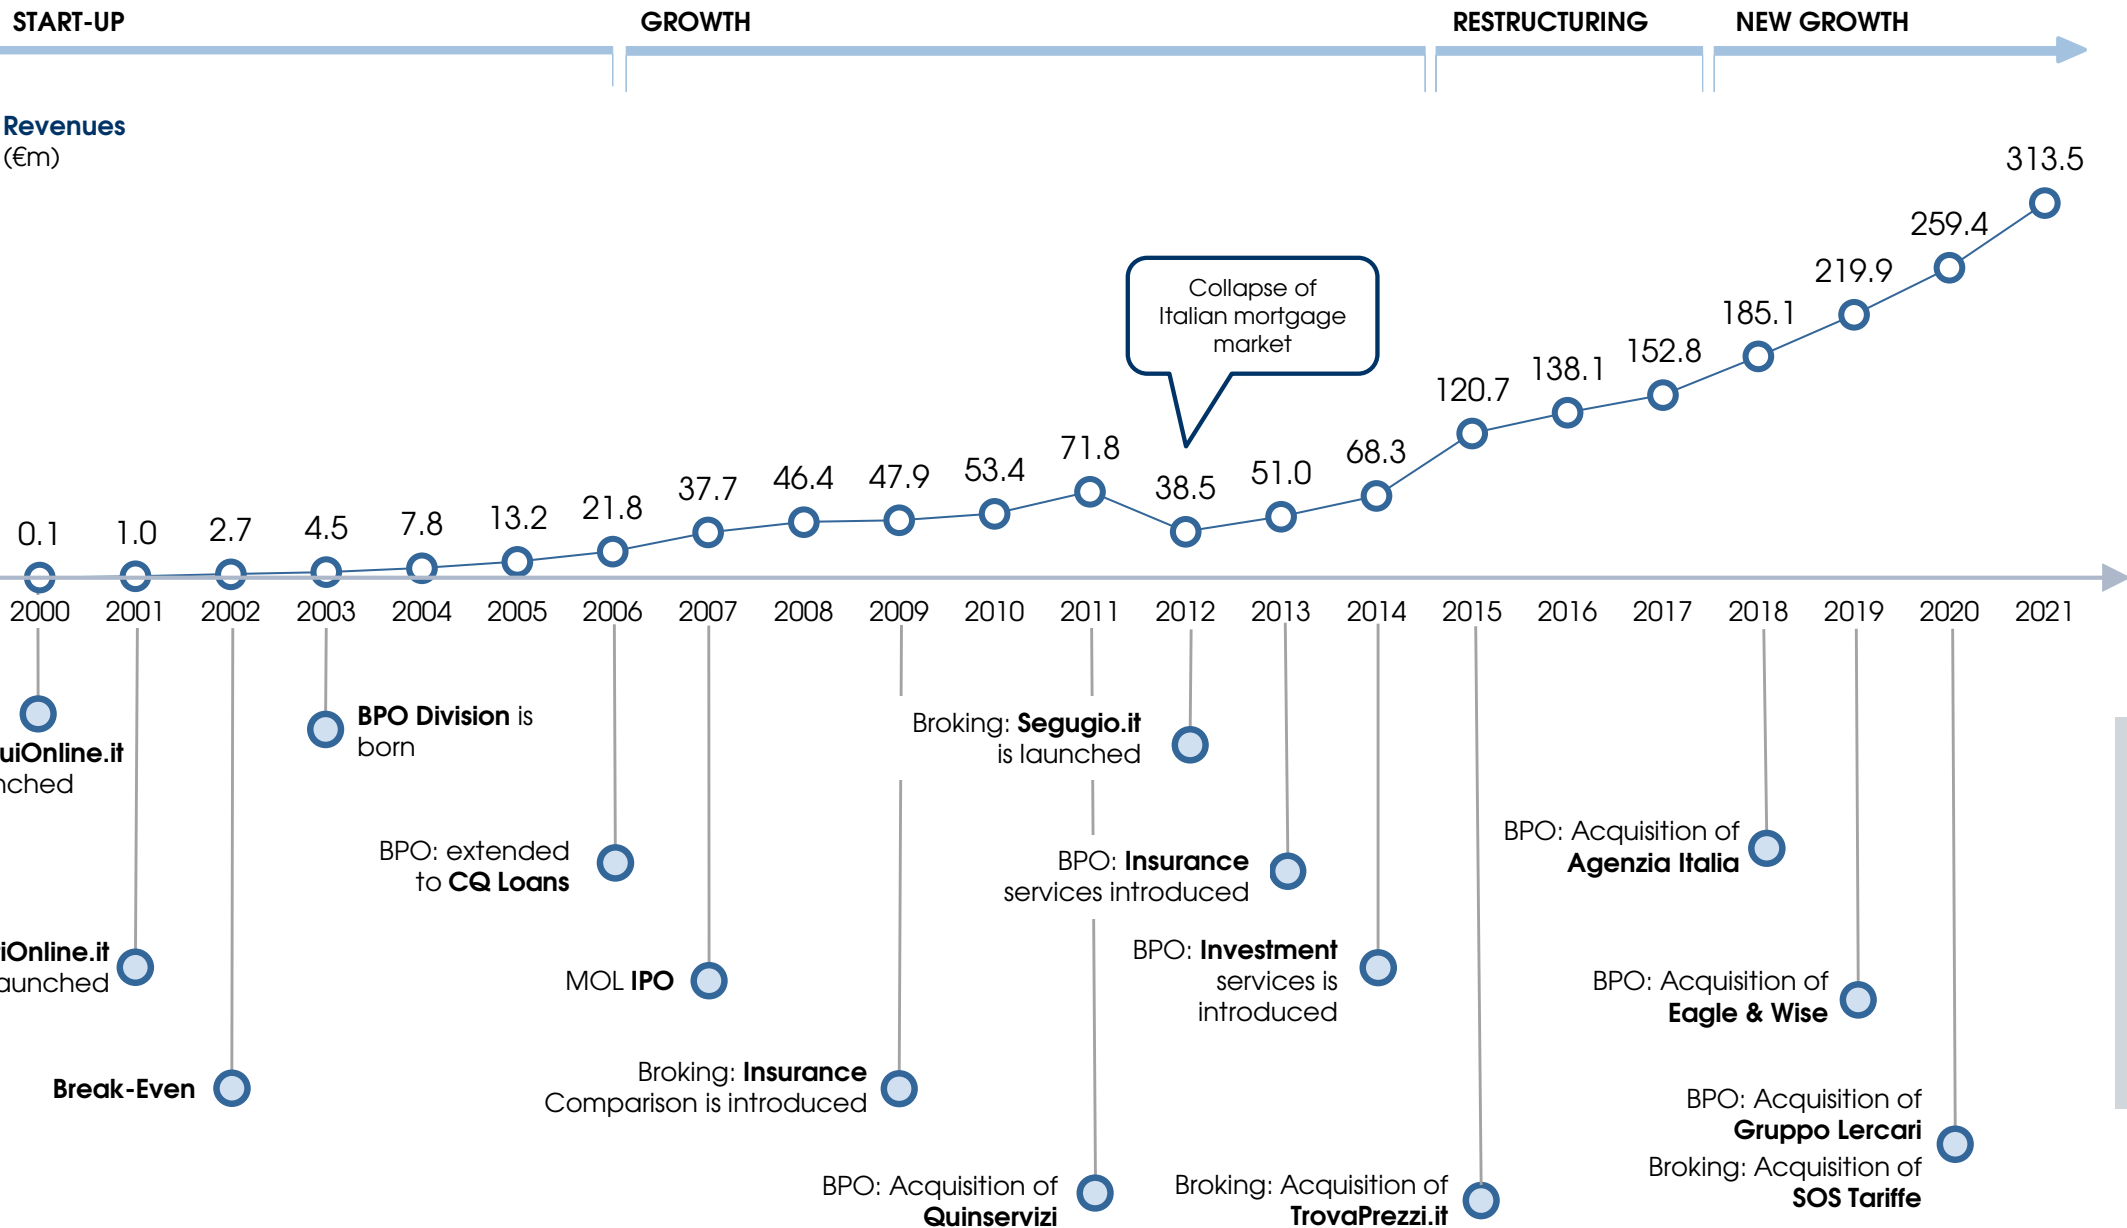 START-UP
GROWTH
RESTRUCTURING
NEW GROWTH
Revenues
(€m)
313.5
259.4
219.9
185.1
152.8
138.1
120.7
Collapse of
Italian mortgage
market
0.1
1.0
2.7
4.5
7.8
13.2
21.8
37.7
46.4
47.9
53.4
71.8
38.5
51.0
68.3
2000 2001 2002 2003 2004 2005 2006 2007 2008 2009 2010 2011 2012 2013 2014 2015 2016 2017 2018 2019 2020 2021
uiOnline.it
nched
BPO Division is
born
Broking: Segugio.it
is launched
BPO: extended
to CQ Loans
BPO: Insurance
services introduced
BPO: Acquisition of
Agenzia Italia
iOnline.it
aunched
MOL IPO
BPO: Investment
services is
introduced
BPO: Acquisition of
Eagle & Wise
Break-Even
Broking: Insurance
Comparison is introduced
BPO: Acquisition of
Gruppo Lercari
Broking: Acquisition of
SOS Tariffe
BPO: Acquisition of
Quinservizi
Broking: Acquisition of
TrovaPrezzi.it